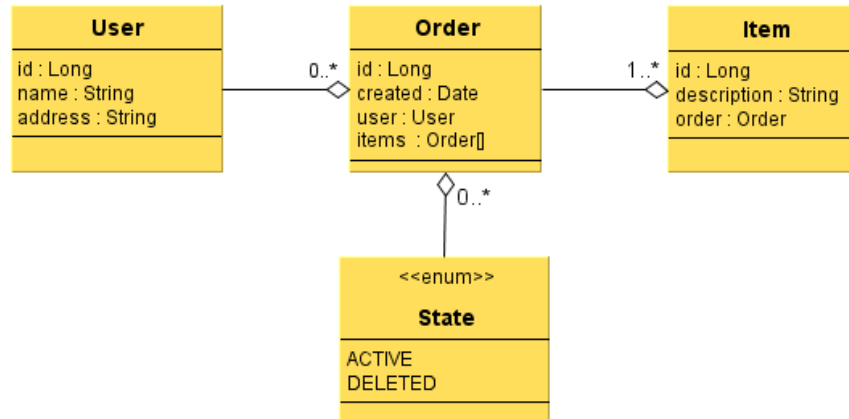 User
id : Long
name : String
address : String
0..*
Order
id : Long
created : Date
user : User
items : Order[]
1..*
Item
id : Long
description : String
order : Order
0..*
<<enum>>
State
ACTIVE
DELETED